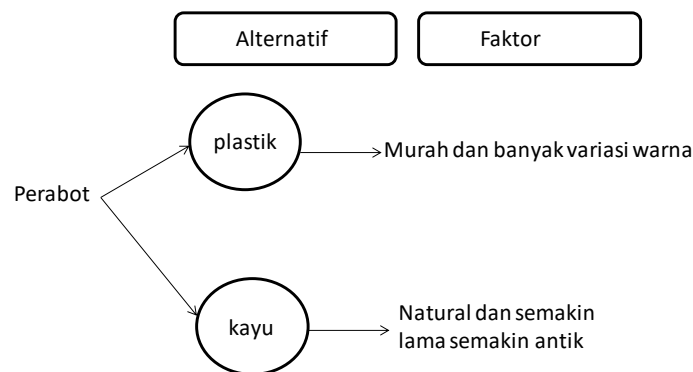 Alternatif
Faktor
plastik
Murah dan banyak variasi warna
Perabot
kayu
Natural dan semakin
lama semakin antik